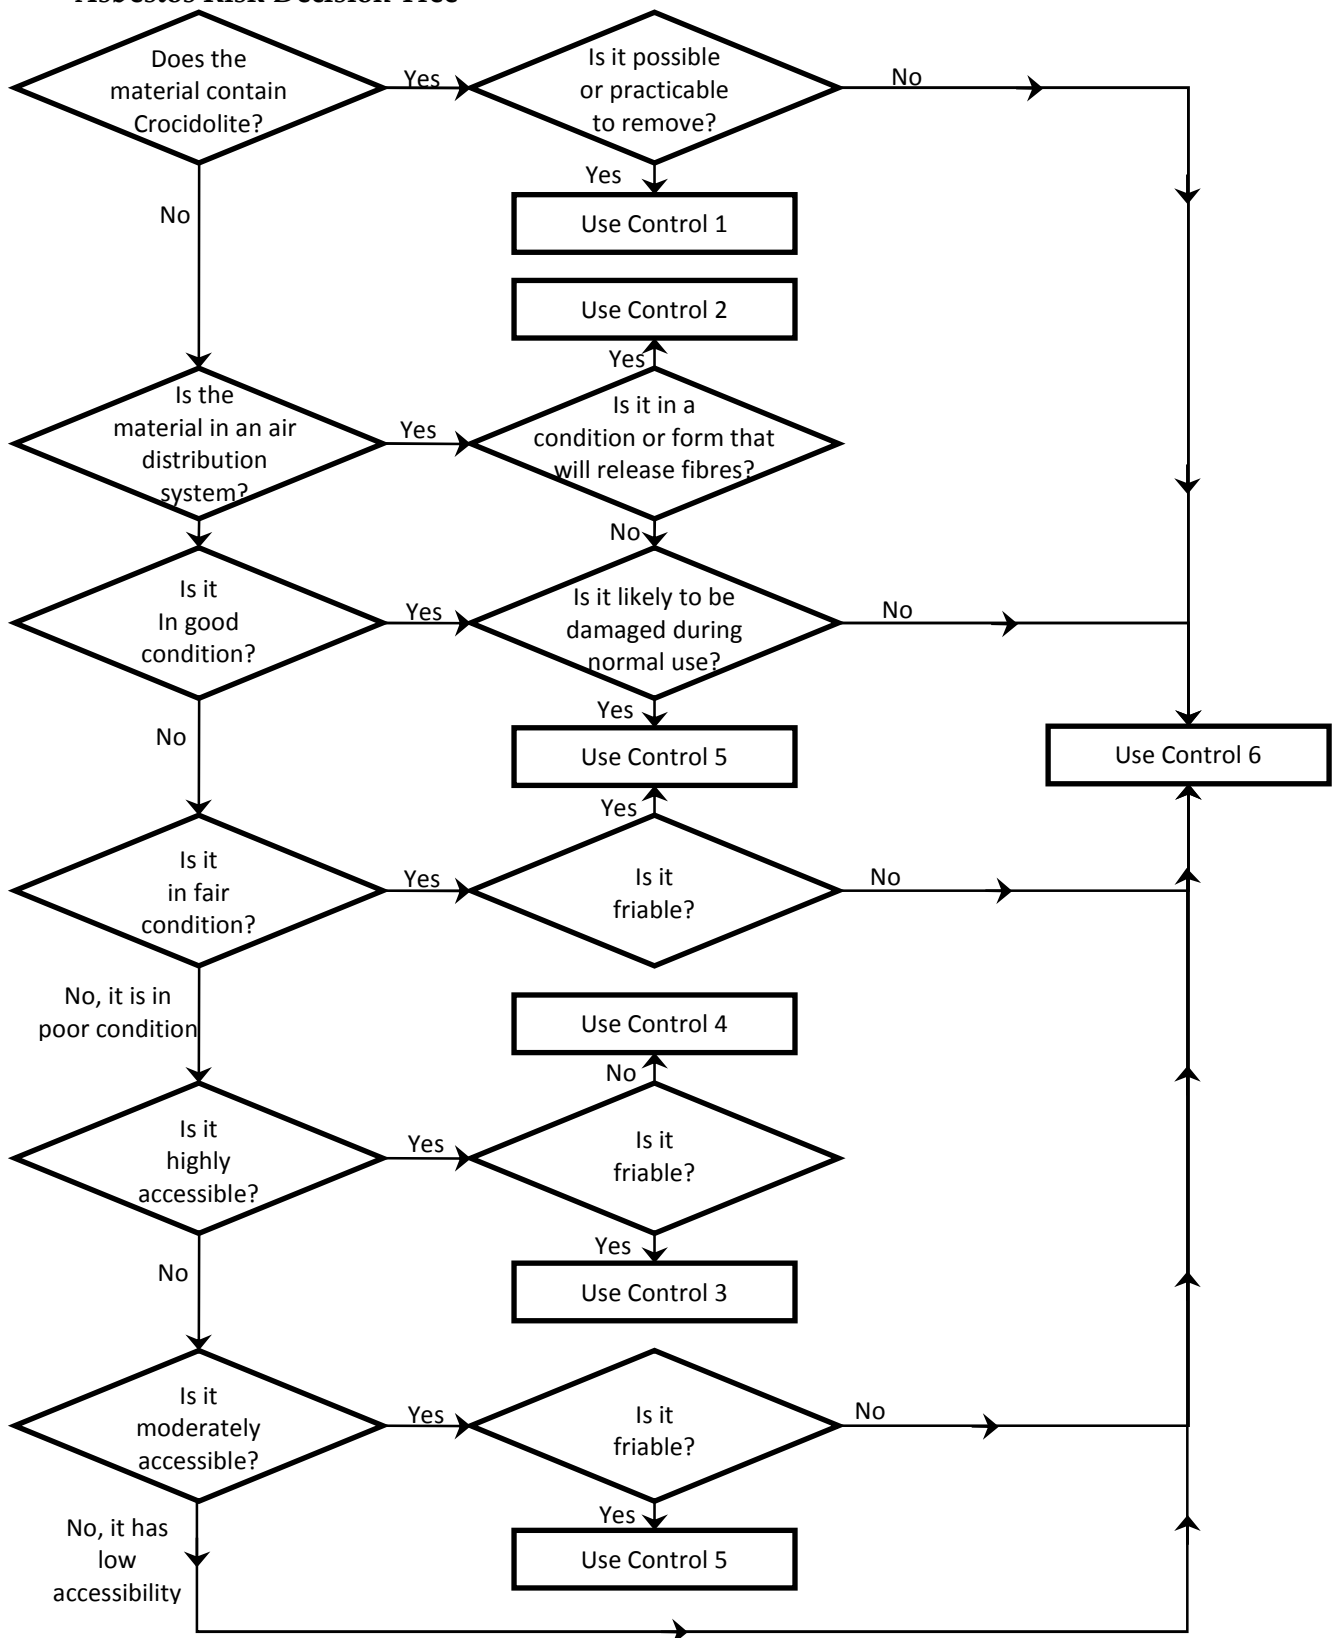 Asbestos Risk Decision Tree
Does the
material contain
Crocidolite?
Yes
Is it possible
or practicable
to remove?
No
Yes
Use Control 1
No
Use Control 2
Yes
Is the
material in an air
distribution
system?
Yes
Is it in a
condition or form that
will release fibres?
No
Is it
In good
condition?
Yes
Is it likely to be
damaged during
normal use?
No
Yes
Use Control 5
No
Use Control 6
Yes
Is it
in fair
condition?
Yes
Is it
friable?
No
No, it is in
poor condition
Use Control 4
No
Is it
highly
accessible?
Yes
Is it
friable?
Yes
Use Control 3
No
Is it
moderately
accessible?
Yes
Is it
friable?
No
Yes
Use Control 5
No, it has
low
accessibility